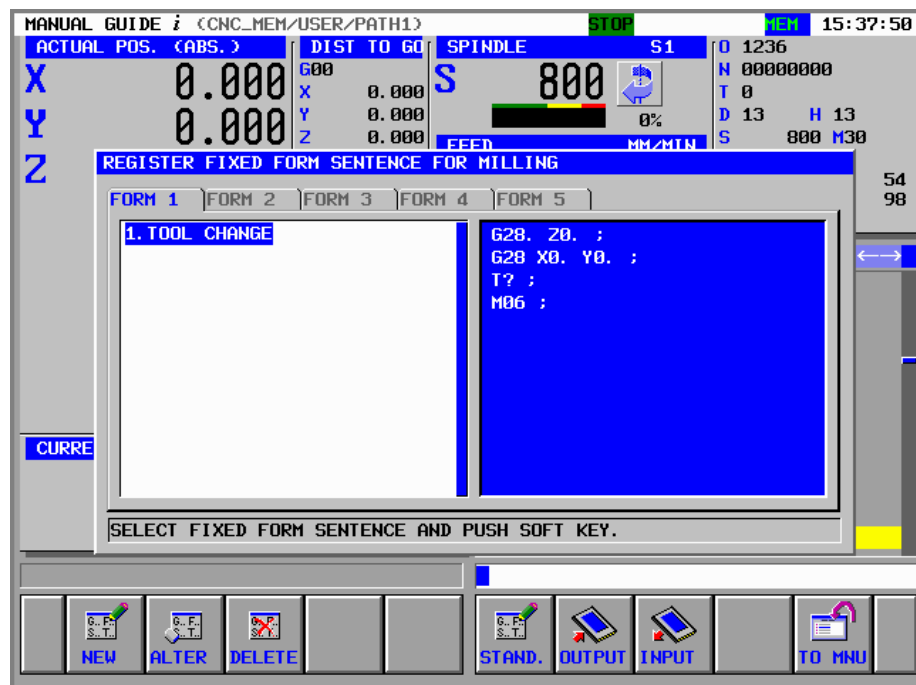 MANUAL GUIDE i (CNC_MEM/USER/PATH1) STOP MEM 15:37:50
ACTUAL POS. (ABS.) DIST TO GO SPINDLE S1 O 1236
X 0.000 G00 S 800 N 00000000
X 0.000 T 0
Y 0.000 Y 0.000 0% D 13 H 13
Z 0.000 FEED MM/MIN S 800 M30
Z REGISTER FIXED FORM SENTENCE FOR MILLING
54
FORM 1 FORM 2 FORM 3 FORM 4 FORM 5 98
1.TOOL CHANGE G28. Z0. ;
G28 X0. Y0. ;
T? ;
M06 ;
CURRE
SELECT FIXED FORM SENTENCE AND PUSH SOFT KEY.
NEW ALTER DELETE STAND. OUTPUT INPUT TO MNU